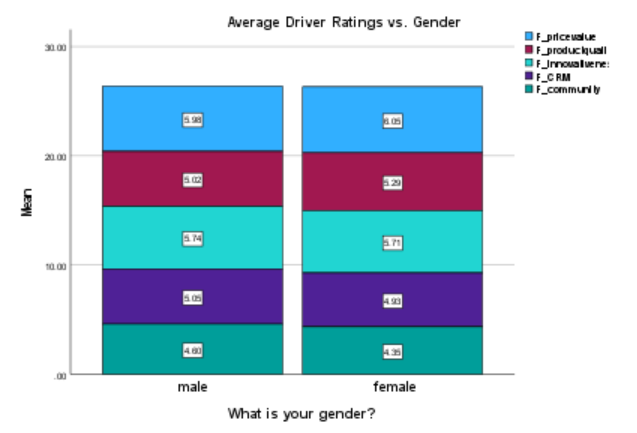 Average Driver Ratings vs. Gender
F_pricevalue
F_productquali
F_innovativene
F_CRM
F_community
30.00
20.00
10.00
.00
Mean
5.98
6.05
5.02
5.29
5.74
5.71
5.05
4.93
4.60
4.35
male
female
What is your gender?